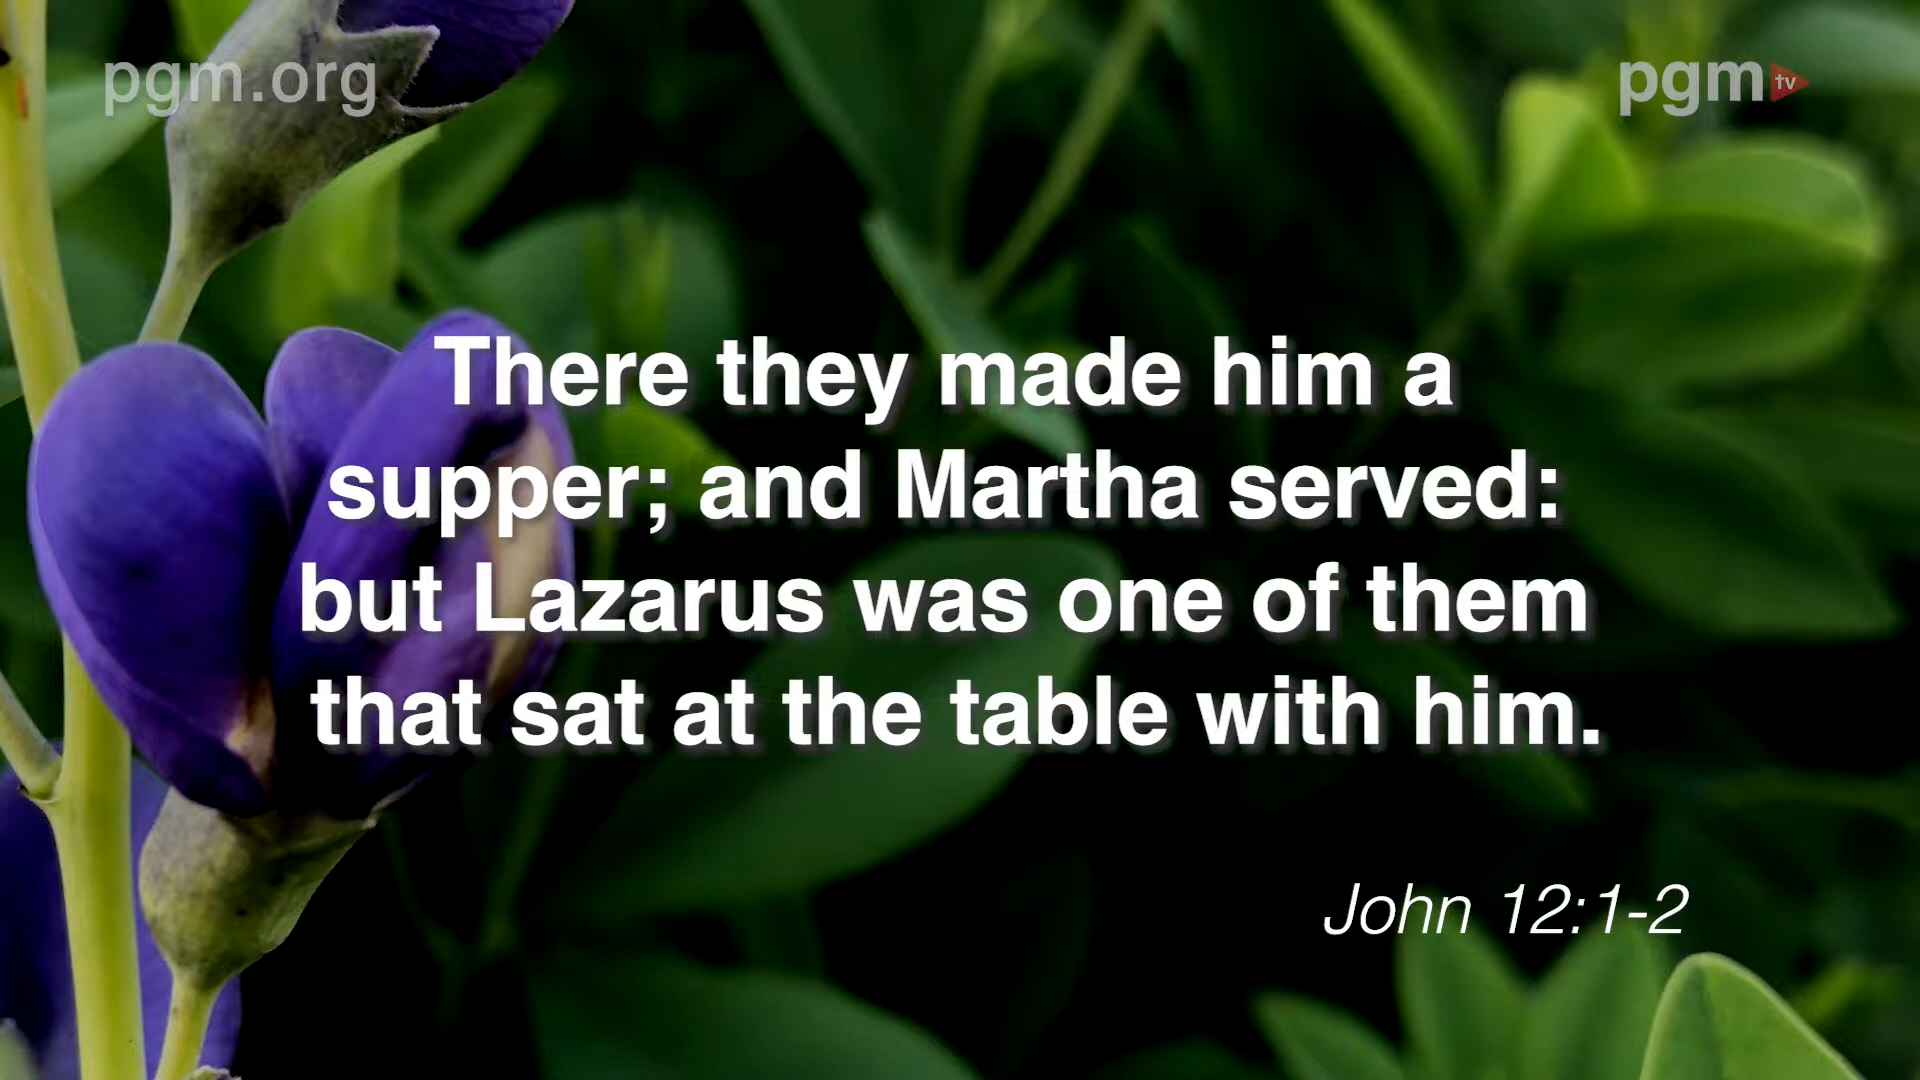 pgm.org
pgm tv
There they made him a
supper; and Martha served:
but Lazarus was one of them
that sat at the table with him.
John 12:1-2